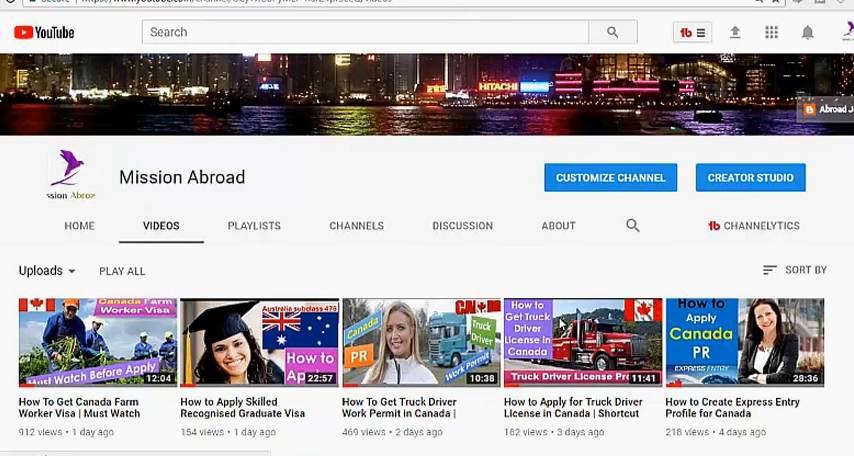 YouTube
Search
HITACHI
Abroad J
Mission Abroad
CUSTOMIZE CHANNEL
CREATOR STUDIO
ssion Abroa
HOME
VIDEOS
PLAYLISTS
CHANNELS
DISCUSSION
ABOUT
CHANNELYTICS
Uploads
PLAY ALL
SORT BY
Canada Farm
Worker Visa
Must Watch Before Apply
12:04
Australia subclass 476
How to
22:57
Canada
PR
CANA
Truck
Driver
Work Permit
10:38
How to
Get Truck
Driver
License in
Canada
Truck Driver License Pr
11:41
How to
Apply
Canada
PR
EXPRESS ENTRY
28:36
How To Get Canada Farm
Worker Visa | Must Watch
912 views • 1 day ago
How to Apply Skilled
Recognised Graduate Visa
154 views • 1 day ago
How To Get Truck Driver
Work Permit in Canada |
469 views • 2 days ago
How to Apply for Truck Driver
License in Canada | Shortcut
182 views • 3 days ago
How to Create Express Entry
Profile for Canada
218 views • 4 days ago